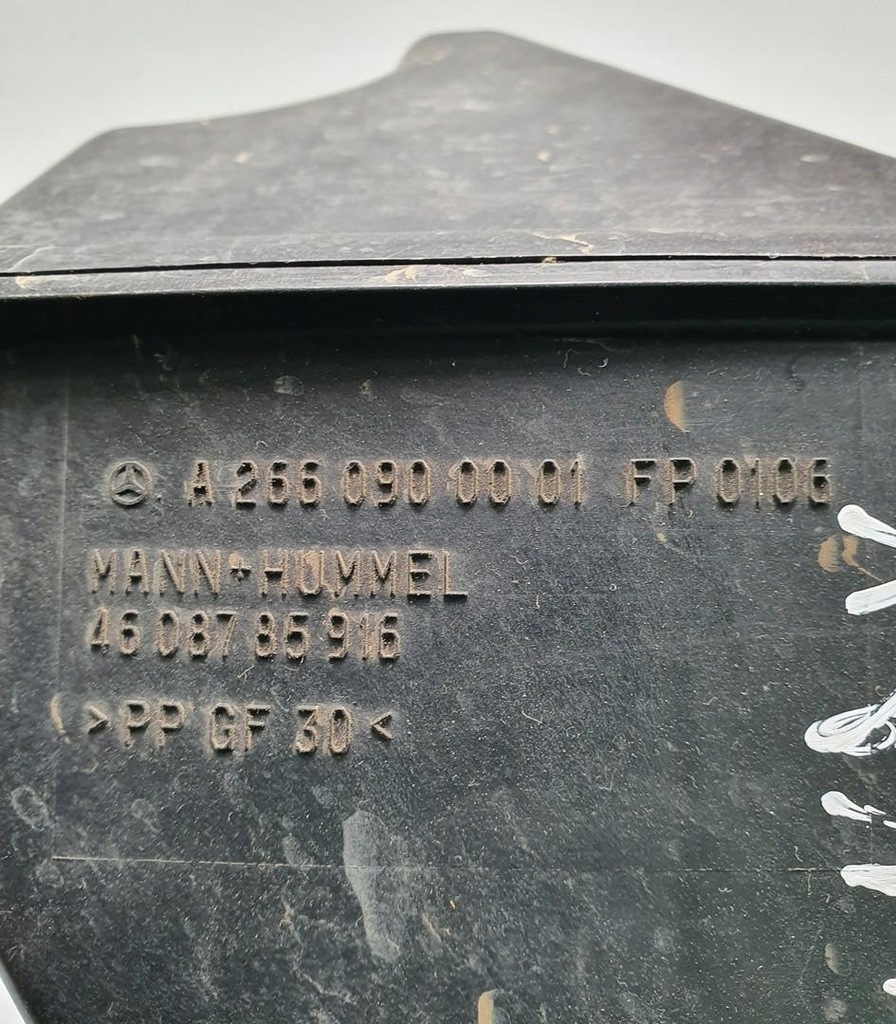 A 266 090 00 01 FP 0106
MANN+HUMMEL
46 087 85 916
>PP GF 30<